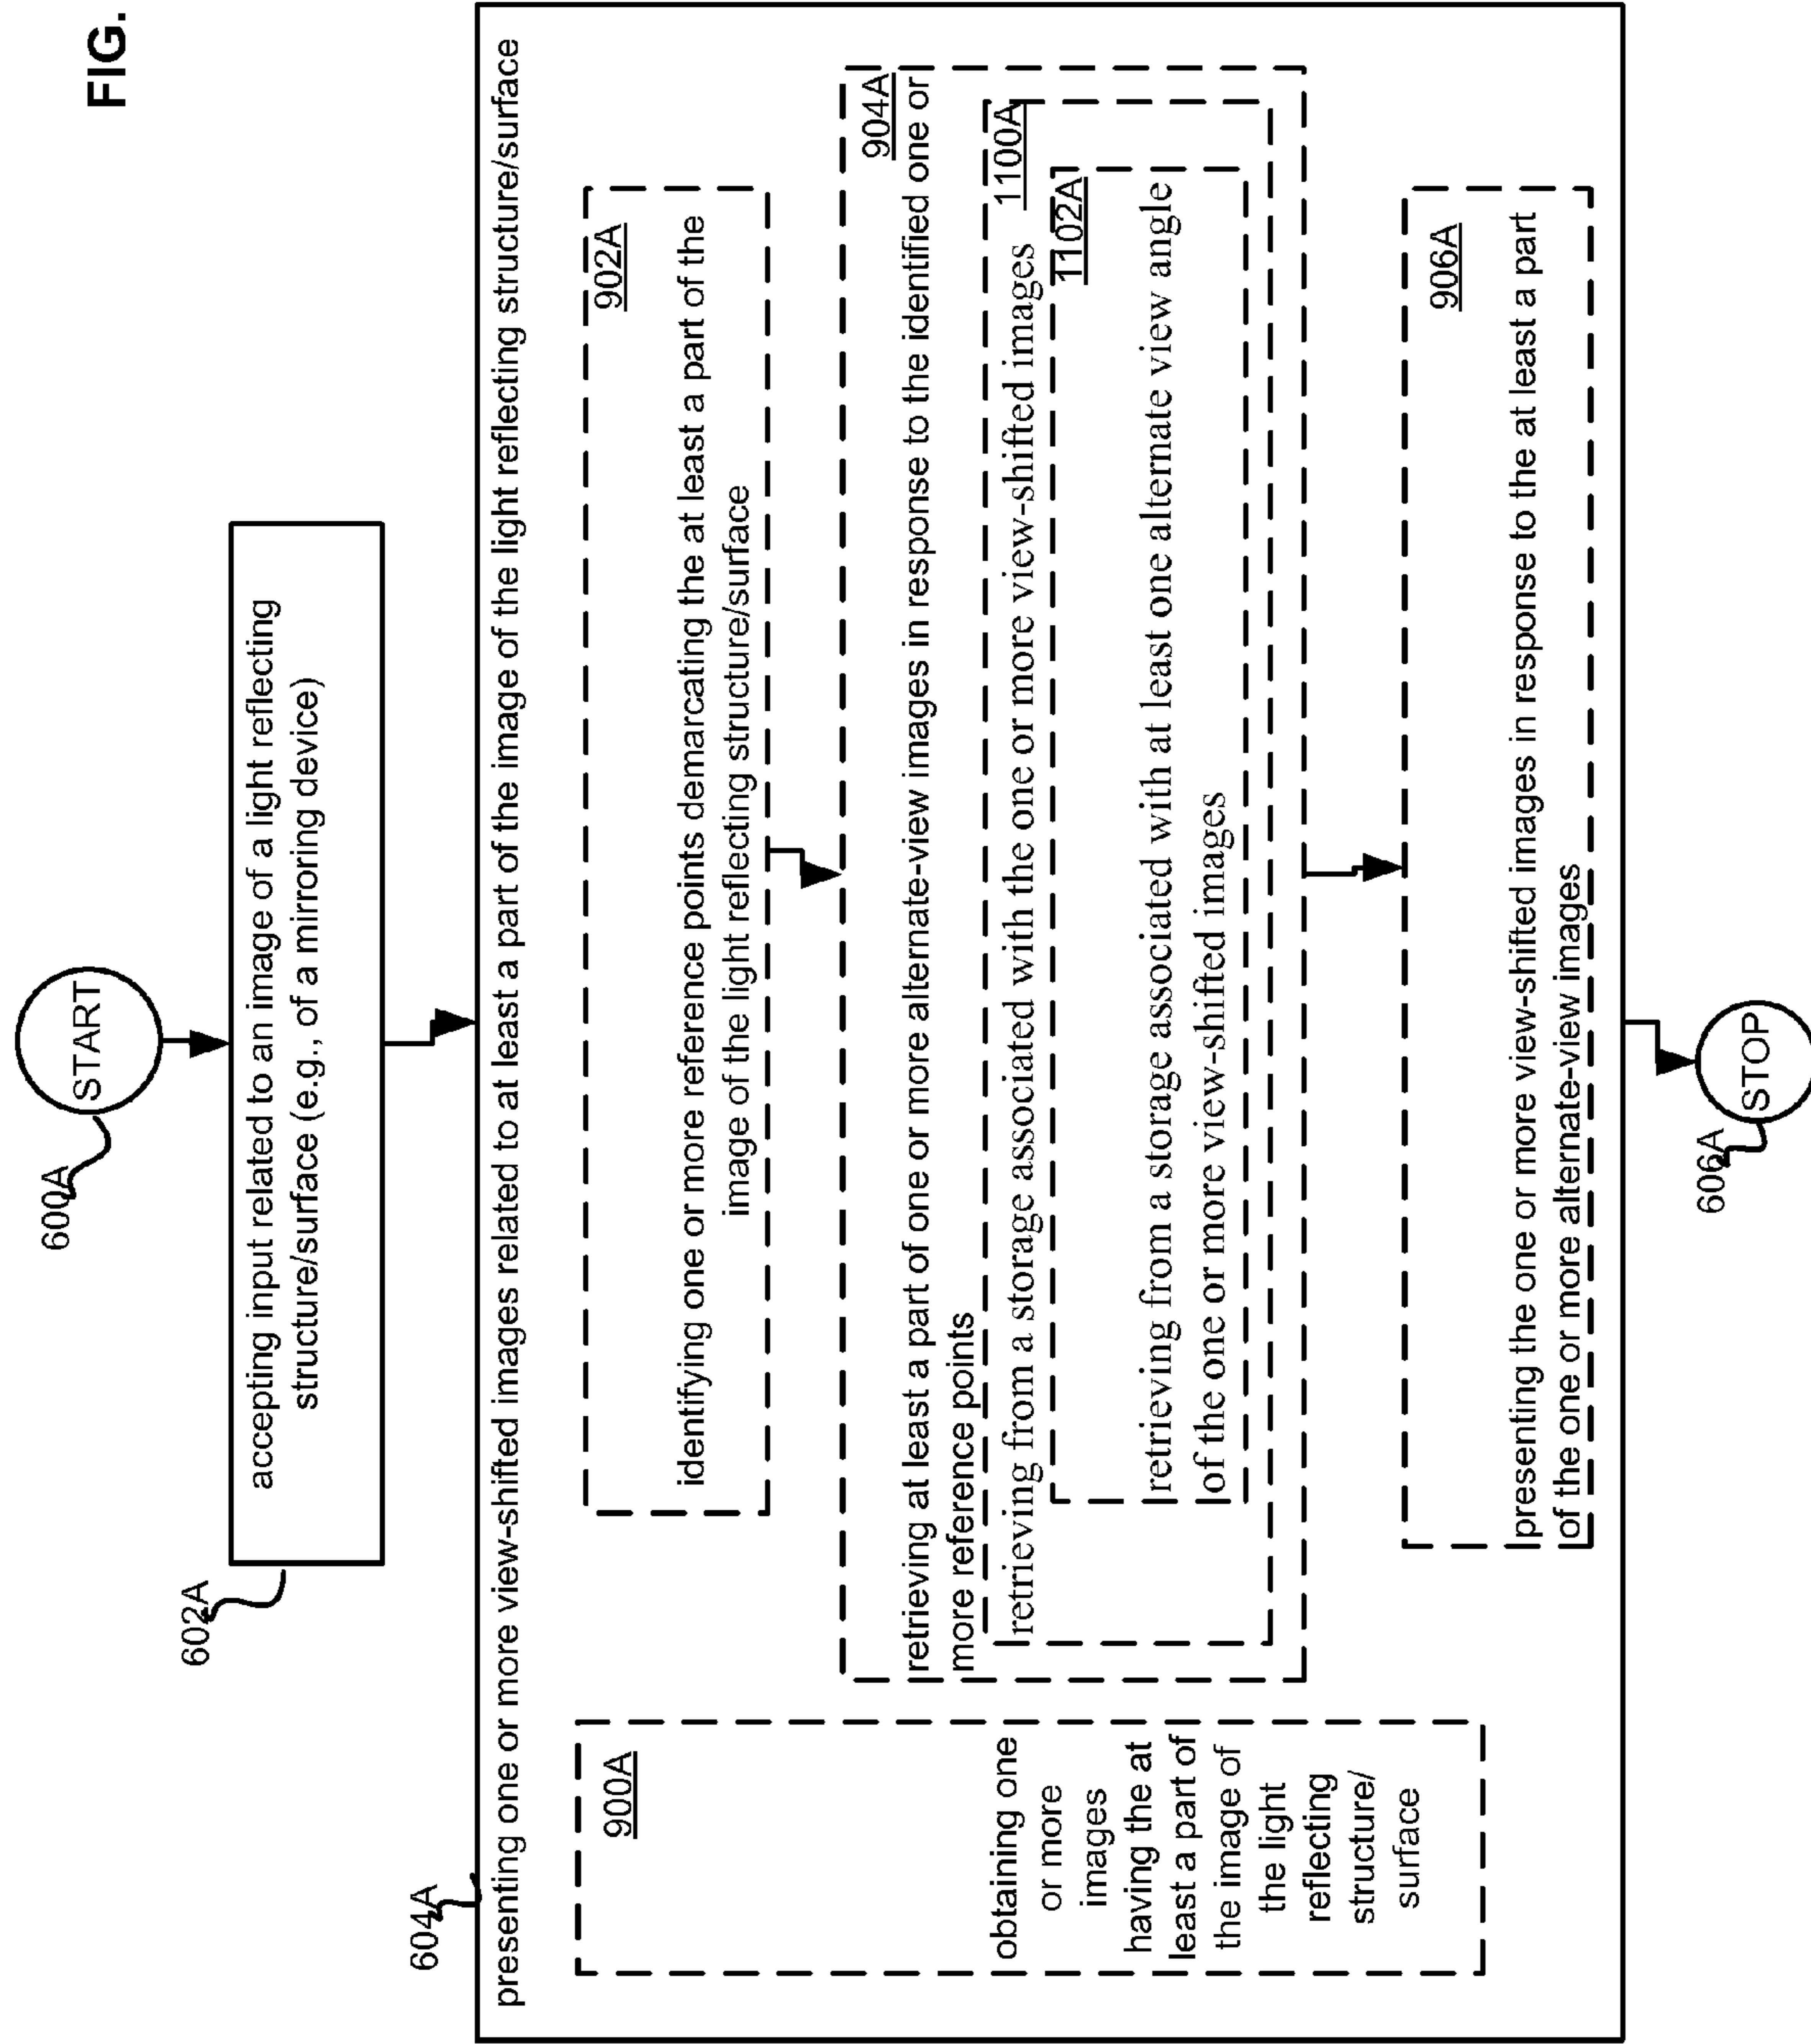 FIG.
600A
START
602A
accepting input related to an image of a light reflecting
structure/surface (e.g., of a mirroring device)
604A
presenting one or more view-shifted images related to at least a part of the image of the light reflecting structure/surface
900A
obtaining one
or more
images
having the at
least a part of
the image of
the light
reflecting
structure/
surface
902A
identifying one or more reference points demarcating the at least a part of the
image of the light reflecting structure/surface
904A
retrieving at least a part of one or more alternate-view images in response to the identified one or
more reference points
1100A
retrieving from a storage associated with the one or more view-shifted images
1102A
retrieving from a storage associated with at least one alternate view angle
of the one or more view-shifted images
906A
presenting the one or more view-shifted images in response to the at least a part
of the one or more alternate-view images
606A
STOP